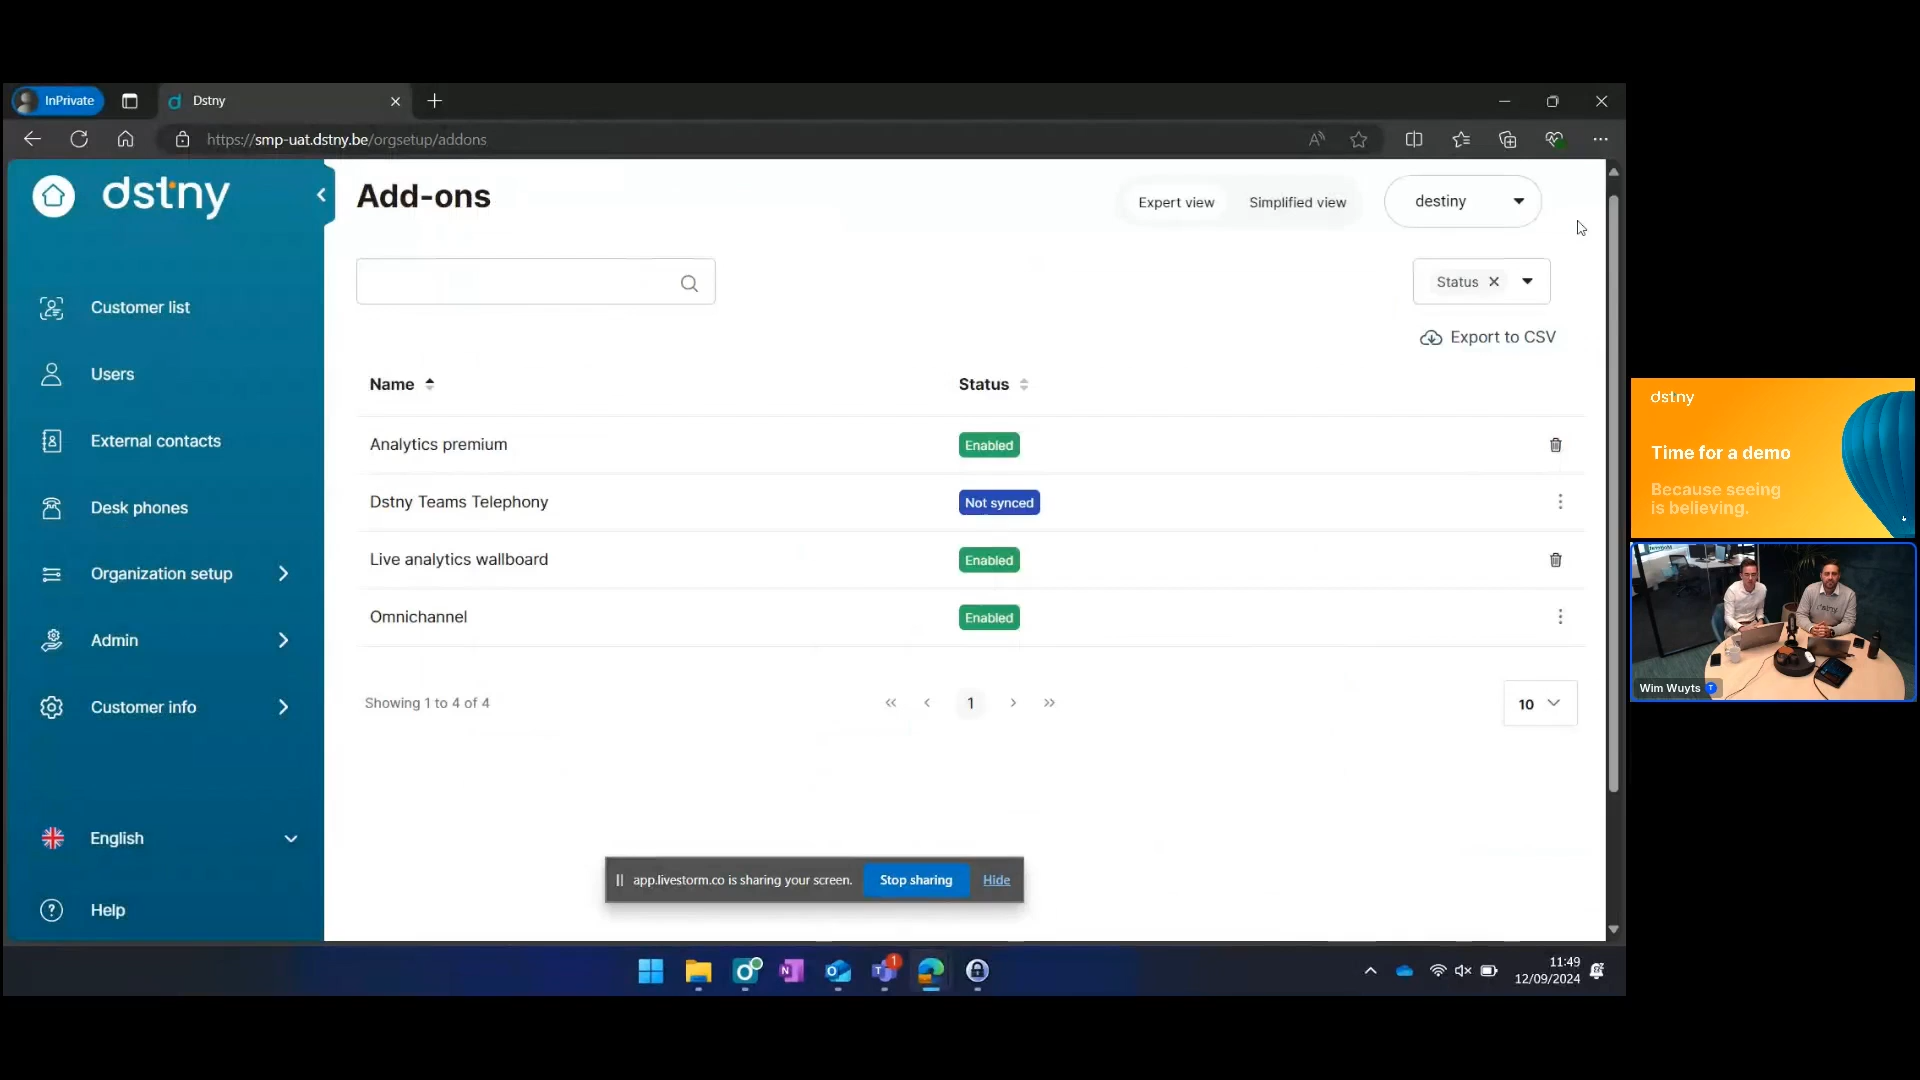 InPrivate
Dstny
https://smp-uat.dstny.be/orgsetup/addons
dstny
Add-ons
Expert view
Simplified view
destiny
Status
Export to CSV
Customer list
Users
External contacts
Desk phones
Organization setup
Admin
Customer info
English
Help
Name
Status
Analytics premium
Enabled
Dstny Teams Telephony
Not synced
Live analytics wallboard
Enabled
Omnichannel
Enabled
Showing 1 to 4 of 4
1
10
app.livestorm.co is sharing your screen.
Stop sharing
Hide
1
11:49
12/09/2024
dstny
Time for a demo
Because seeing
is believing.
dstny
Wim Wuyts
T